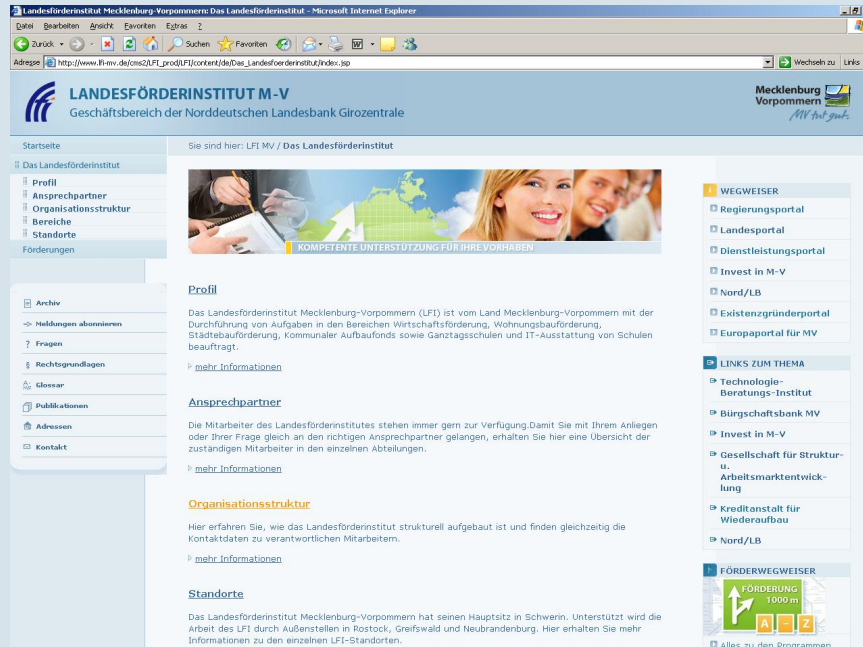 Landesförderinstitut Mecklenburg-Vorpommern: Das Landesförderinstitut - Microsoft Internet Explorer
Datei Bearbeiten Ansicht Favoriten Extras ?
Zurück Suchen Favoriten
Adresse http://www.lfi-mv.de/cms2/LFI_prod/LFI/content/de/Das_Landesfoerderinstitut/index.jsp Wechseln zu Links
LANDESFÖRDERINSTITUT M-V
Geschäftsbereich der Norddeutschen Landesbank Girozentrale
Mecklenburg
Vorpommern
MV tut gut.
Startseite
Das Landesförderinstitut
Profil
Ansprechpartner
Organisationsstruktur
Bereiche
Standorte
Förderungen
Archiv
Meldungen abonnieren
? Fragen
§ Rechtsgrundlagen
Glossar
Publikationen
Adressen
Kontakt
Sie sind hier: LFI MV / Das Landesförderinstitut
KOMPETENTE UNTERSTÜTZUNG FÜR IHRE VORHABEN
Profil
Das Landesförderinstitut Mecklenburg-Vorpommern (LFI) ist vom Land Mecklenburg-Vorpommern mit der
Durchführung von Aufgaben in den Bereichen Wirtschaftsförderung, Wohnungsbauförderung,
Städtebauförderung, Kommunaler Aufbaufonds sowie Ganztagsschulen und IT-Ausstattung von Schulen
beauftragt.
mehr Informationen
Ansprechpartner
Die Mitarbeiter des Landesförderinstitutes stehen immer gern zur Verfügung.Damit Sie mit Ihrem Anliegen
oder Ihrer Frage gleich an den richtigen Ansprechpartner gelangen, erhalten Sie hier eine Übersicht der
zuständigen Mitarbeiter in den einzelnen Abteilungen.
mehr Informationen
Organisationsstruktur
Hier erfahren Sie, wie das Landesförderinstitut strukturell aufgebaut ist und finden gleichzeitig die
Kontaktdaten zu verantwortlichen Mitarbeitern.
mehr Informationen
Standorte
Das Landesförderinstitut Mecklenburg-Vorpommern hat seinen Hauptsitz in Schwerin. Unterstützt wird die
Arbeit des LFI durch Außenstellen in Rostock, Greifswald und Neubrandenburg. Hier erhalten Sie mehr
Informationen zu den einzelnen LFI-Standorten.
WEGWEISER
Regierungsportal
Landesportal
Dienstleistungsportal
Invest in M-V
Nord/LB
Existenzgründerportal
Europaportal für MV
LINKS ZUM THEMA
Technologie-
Beratungs-Institut
Bürgschaftsbank MV
Invest in M-V
Gesellschaft für Struktur-
u.
Arbeitsmarktentwick-
lung
Kreditanstalt für
Wiederaufbau
Nord/LB
FÖRDERWEGWEISER
FÖRDERUNG
1000 m
A - Z
Alles zu den Programmen